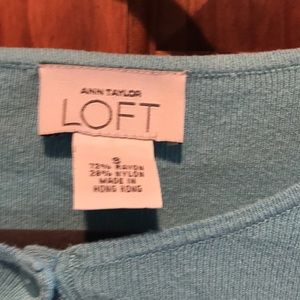 ANN TAYLOR
LOFT
S
72% RAYON
28% NYLON
MADE IN
HONG KONG